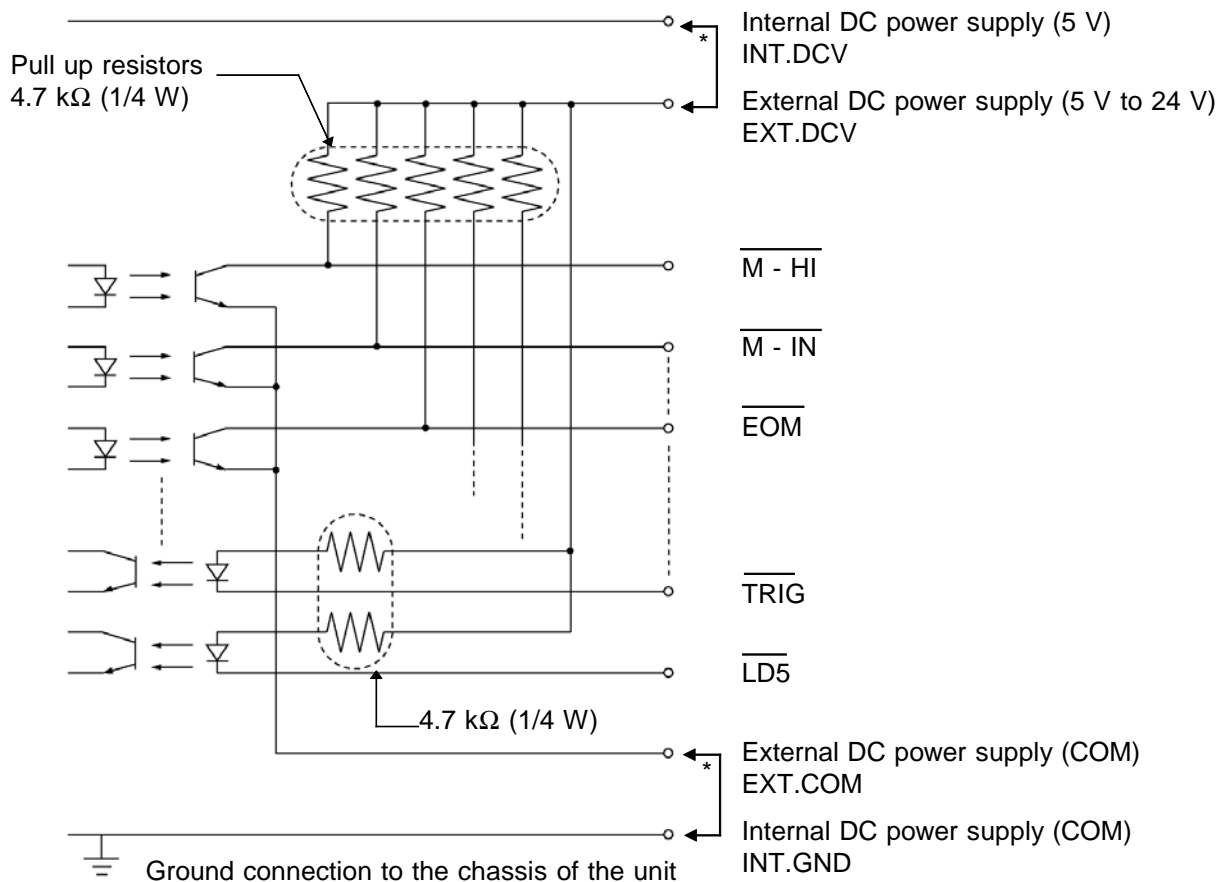 Internal DC power supply (5 V)
INT.DCV
*
Pull up resistors
4.7 kΩ (1/4 W)
External DC power supply (5 V to 24 V)
EXT.DCV
M - HI
M - IN
EOM
TRIG
LD5
4.7 kΩ (1/4 W)
External DC power supply (COM)
EXT.COM
*
Internal DC power supply (COM)
INT.GND
Ground connection to the chassis of the unit